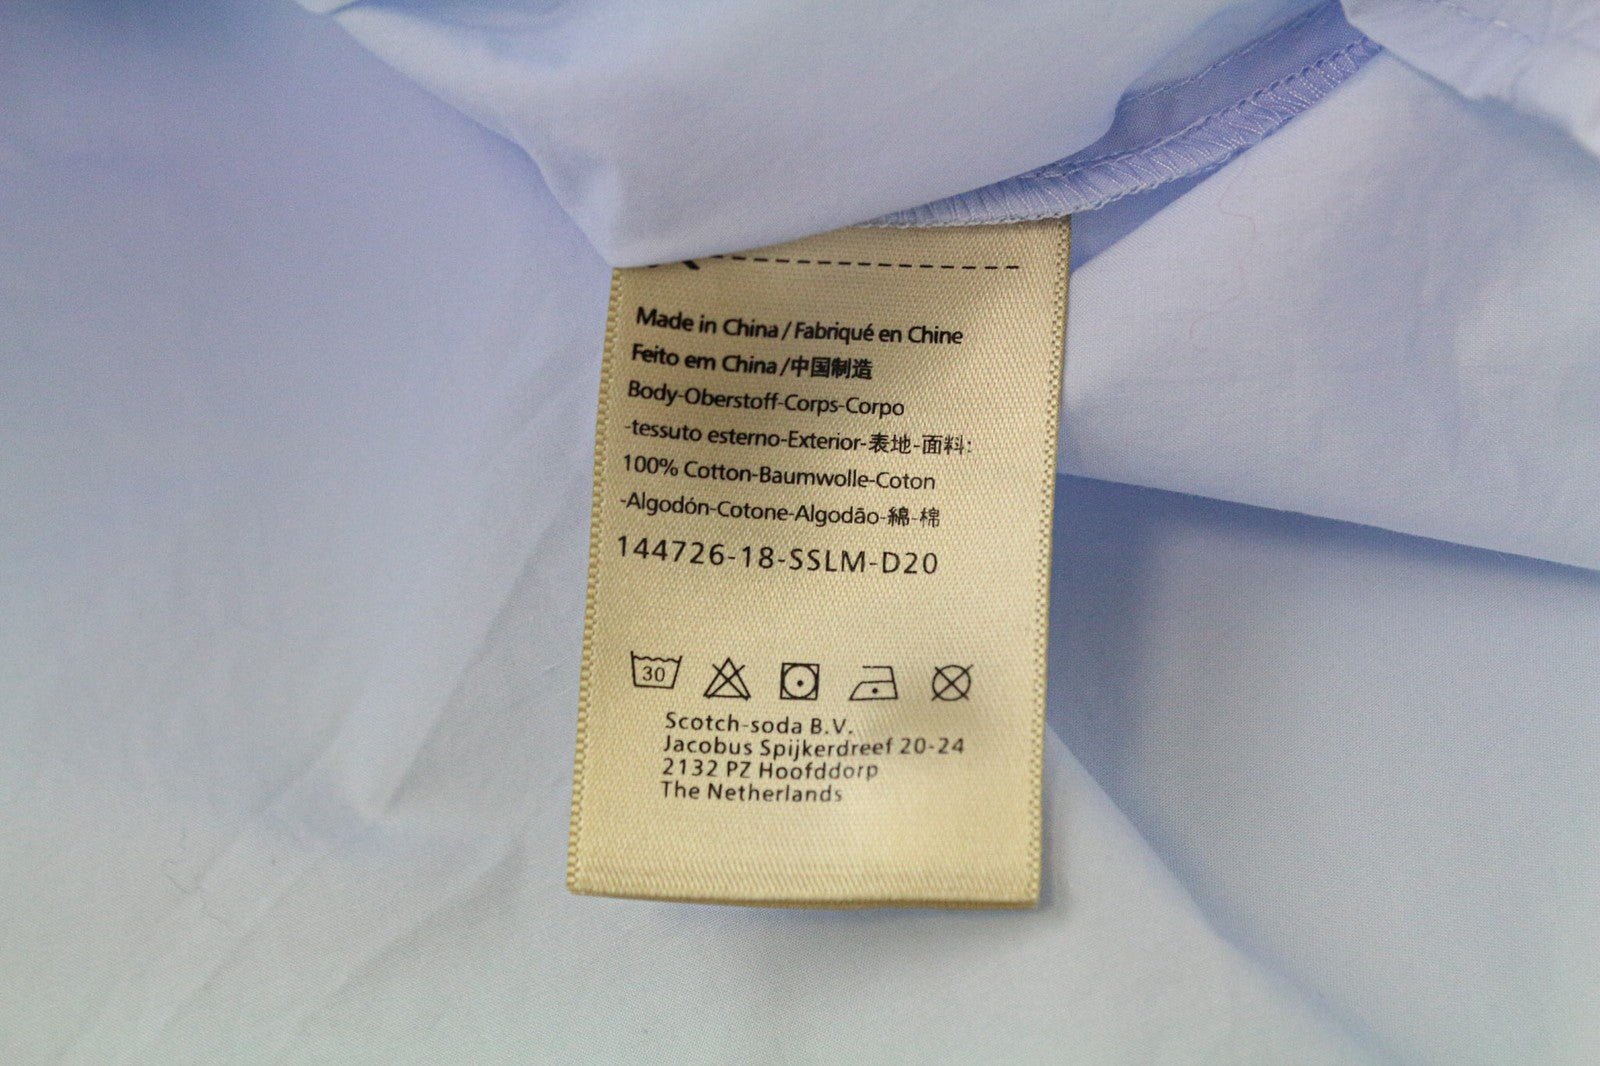 Made in China / Fabriqué en Chine
Feito em China /中国制造
Body-Oberstoff-Corps-Corpo
-tessuto esterno-Exterior-表地-面料:
100% Cotton-Baumwolle-Coton
-Algodón-Cotone-Algodão-綿-棉
144726-18-SSLM-D20
30
Scotch-soda B.V.
Jacobus Spijkerdreef 20-24
2132 PZ Hoofddorp
The Netherlands